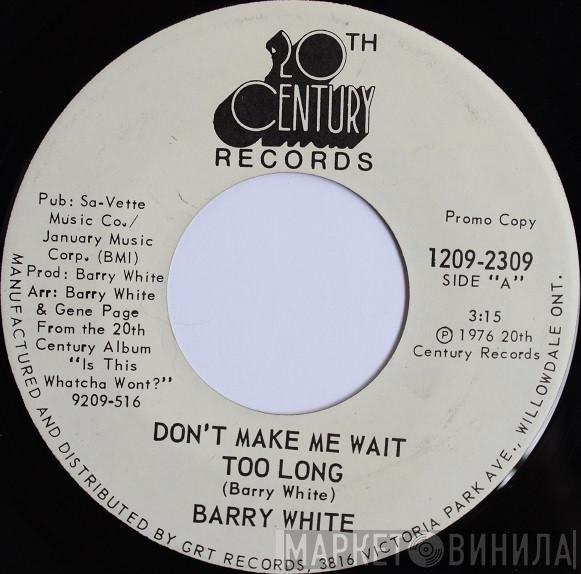 20TH
CENTURY
RECORDS
Pub: Sa-Vette
Music Co./
January Music
Corp. (BMI)
Prod: Barry White
Arr: Barry White
& Gene Page
From the 20th
Century Album
"Is This
Whatcha Wont?"
9209-516
Promo Copy
1209-2309
SIDE "A"
3:15
Ⓟ 1976 20th
Century Records
DON'T MAKE ME WAIT
TOO LONG
(Barry White)
BARRY WHITE
MANUFACTURED AND DISTRIBUTED BY GRT RECORDS, 3816 VICTORIA PARK AVE., WILLOWDALE ONT.
МАРКЕТ ВИНИЛА